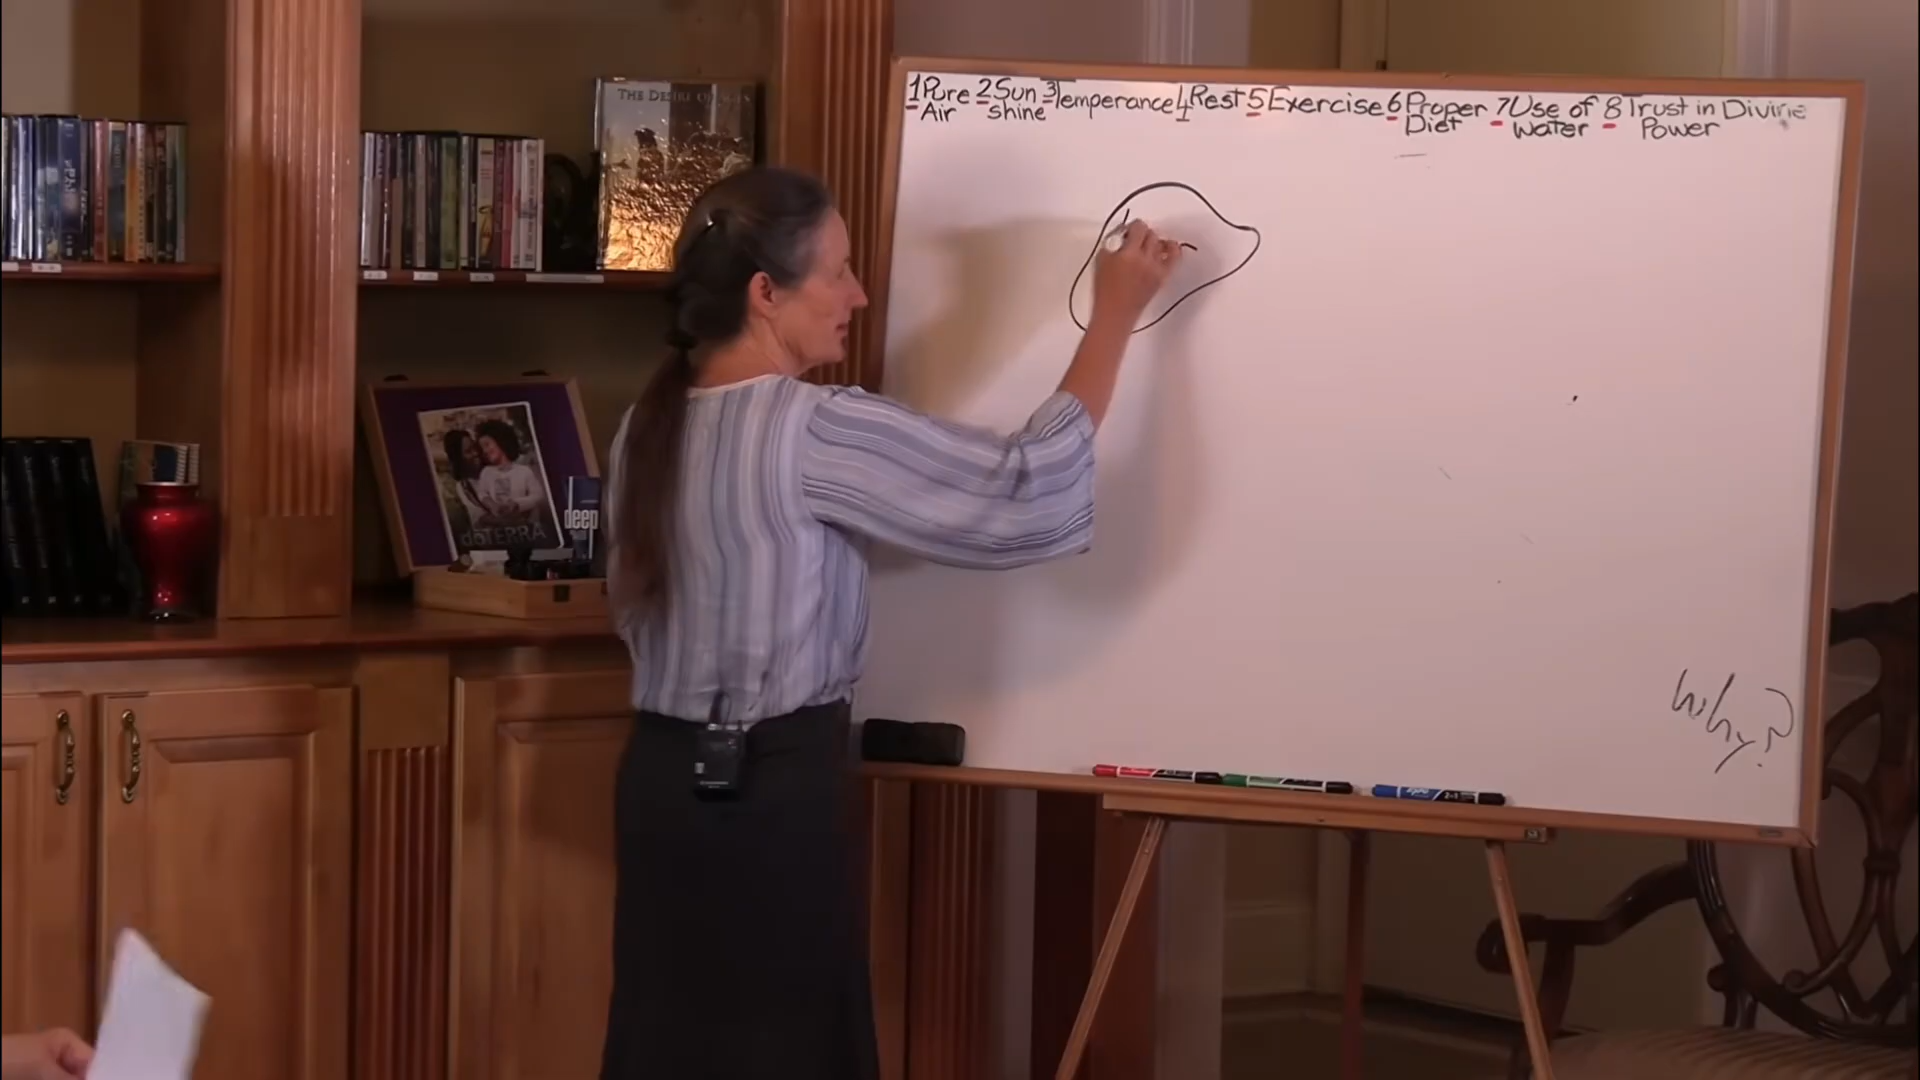 1 Pure 2 Sun 3 Temperance 4 Rest 5 Exercise 6 Proper 7 Use of 8 Trust in Divine
Air shine Diet Water Power
THE DESIRE OF AGES
dōTERRA
deep
Why?